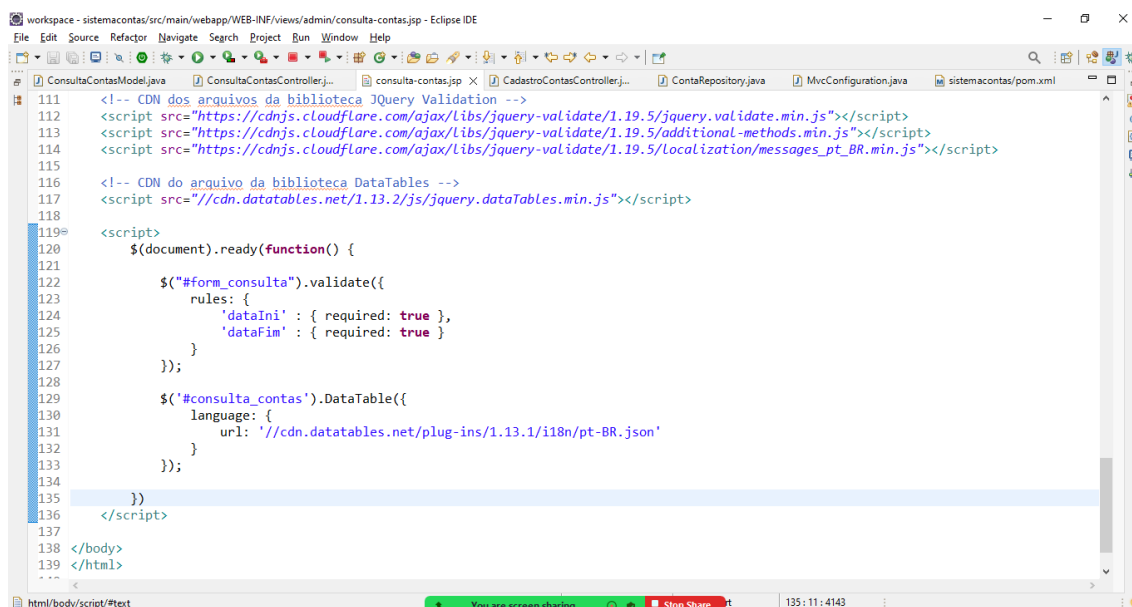 workspace - sistemacontas/src/main/webapp/WEB-INF/views/admin/consulta-contas.jsp - Eclipse IDE
File Edit Source Refactor Navigate Search Project Run Window Help
ConsultaContasModel.java ConsultaContasController.j... consulta-contas.jsp CadastroContasController.j... ContaRepository.java MvcConfiguration.java sistemacontas/pom.xml
111 <!-- CDN dos arquivos da biblioteca JQuery Validation -->
112 <script src="https://cdnjs.cloudflare.com/ajax/libs/jquery-validate/1.19.5/jquery.validate.min.js"></script>
113 <script src="https://cdnjs.cloudflare.com/ajax/libs/jquery-validate/1.19.5/additional-methods.min.js"></script>
114 <script src="https://cdnjs.cloudflare.com/ajax/libs/jquery-validate/1.19.5/localization/messages_pt_BR.min.js"></script>
115
116 <!-- CDN do arquivo da biblioteca DataTables -->
117 <script src="//cdn.datatables.net/1.13.2/js/jquery.dataTables.min.js"></script>
118
119 <script>
120 $(document).ready(function() {
121
122 $("#form_consulta").validate({
123 rules: {
124 'dataIni' : { required: true },
125 'dataFim' : { required: true }
126 }
127 });
128
129 $('#consulta_contas').DataTable({
130 language: {
131 url: '//cdn.datatables.net/plug-ins/1.13.1/i18n/pt-BR.json'
132 }
133 });
134
135 })
136 </script>
137
138 </body>
139 </html>
html/body/script/#text You are screen sharing Stop Share 135 : 11 : 4143